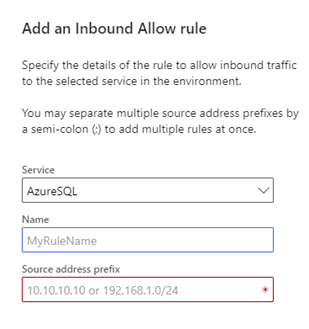 Add an Inbound Allow rule
Specify the details of the rule to allow inbound traffic
to the selected service in the environment.
You may separate multiple source address prefixes by
a semi-colon (;) to add multiple rules at once.
Service
AzureSQL
Name
MyRuleName
Source address prefix
10.10.10.10 or 192.168.1.0/24 *